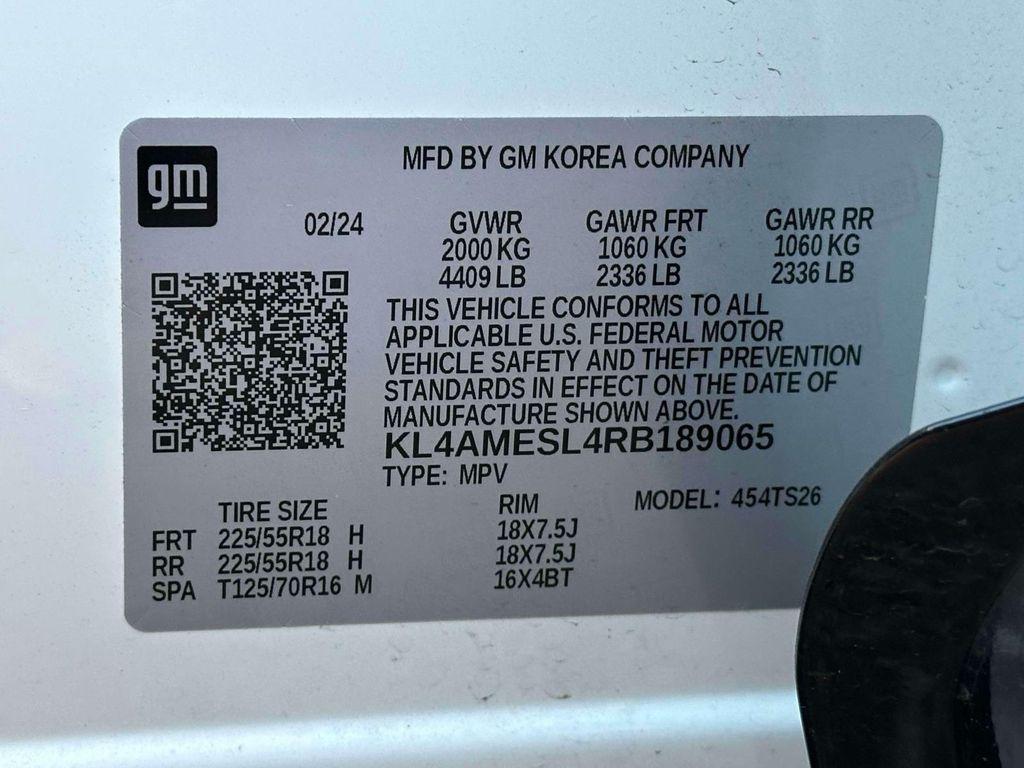 gm
MFD BY GM KOREA COMPANY
02/24 GVWR GAWR FRT GAWR RR
2000 KG 1060 KG 1060 KG
4409 LB 2336 LB 2336 LB
THIS VEHICLE CONFORMS TO ALL
APPLICABLE U.S. FEDERAL MOTOR
VEHICLE SAFETY AND THEFT PREVENTION
STANDARDS IN EFFECT ON THE DATE OF
MANUFACTURE SHOWN ABOVE.
KL4AMESL4RB189065
TYPE: MPV
TIRE SIZE RIM MODEL: 454TS26
FRT 225/55R18 H 18X7.5J
RR 225/55R18 H 18X7.5J
SPA T125/70R16 M 16X4BT